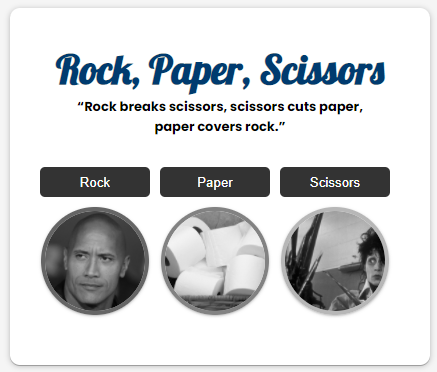 Rock, Paper, Scissors
“Rock breaks scissors, scissors cuts paper,
paper covers rock.”
Rock
Paper
Scissors